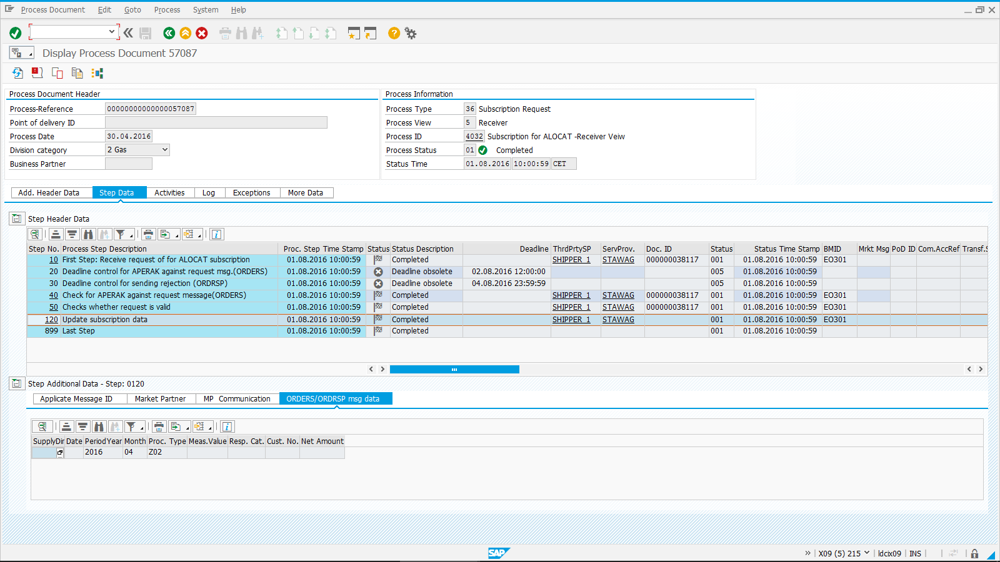 Process Document Edit Goto Process System Help
Display Process Document 57087
Process Document Header
Process-Reference 00000000000000057087
Point of delivery ID
Process Date 30.04.2016
Division category 2 Gas
Business Partner
Process Information
Process Type 36 Subscription Request
Process View 5 Receiver
Process ID 4032 Subscription for ALOCAT -Receiver Veiw
Process Status 01 Completed
Status Time 01.08.2016 10:00:59 CET
Add. Header Data Step Data Activities Log Exceptions More Data
Step Header Data
Step No. Process Step Description Proc. Step Time Stamp Status Status Description Deadline ThrdPrtySP ServProv. Doc. ID Status Status Time Stamp BMID Mrkt Msg PoD ID Com.AccRef Transf.S
10 First Step: Receive request of for ALOCAT subscription 01.08.2016 10:00:59 Completed SHIPPER_1 STAWAG 000000038117 001 01.08.2016 10:00:59 EO301
20 Deadline control for APERAK against request msg.(ORDERS) 01.08.2016 10:00:59 Deadline obsolete 02.08.2016 12:00:00 005 01.08.2016 10:00:59
30 Deadline control for sending rejection (ORDRSP) 01.08.2016 10:00:59 Deadline obsolete 04.08.2016 23:59:59 005 01.08.2016 10:00:59
40 Check for APERAK against request message(ORDERS) 01.08.2016 10:00:59 Completed SHIPPER_1 STAWAG 000000038117 001 01.08.2016 10:00:59 EO301
50 Checks whether request is valid 01.08.2016 10:00:59 Completed SHIPPER_1 STAWAG 000000038117 001 01.08.2016 10:00:59 EO301
120 Update subscription data 01.08.2016 10:00:59 Completed SHIPPER_1 STAWAG 001 01.08.2016 10:00:59 EO301
899 Last Step 01.08.2016 10:00:59 Completed 001 01.08.2016 10:00:59
Step Additional Data - Step: 0120
Applicate Message ID Market Partner MP Communication ORDERS/ORDRSP msg data
SupplyDir Date PeriodYear Month Proc. Type Meas.Value Resp. Cat. Cust. No. Net Amount
2016 04 Z02
SAP
X09 (5) 215 ldcix09 INS